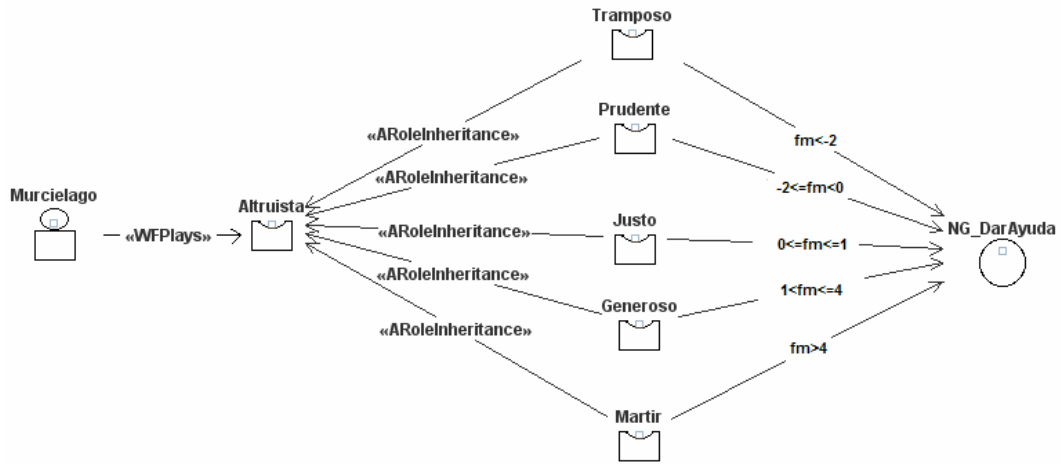 Tramposo
«ARoleInheritance»
fm<-2
Prudente
«ARoleInheritance»
-2<=fm<0
Murcielago
«WFPlays»
Altruista
«ARoleInheritance»
Justo
0<=fm<=1
NG_DarAyuda
«ARoleInheritance»
Generoso
1<fm<=4
«ARoleInheritance»
fm>4
Martir